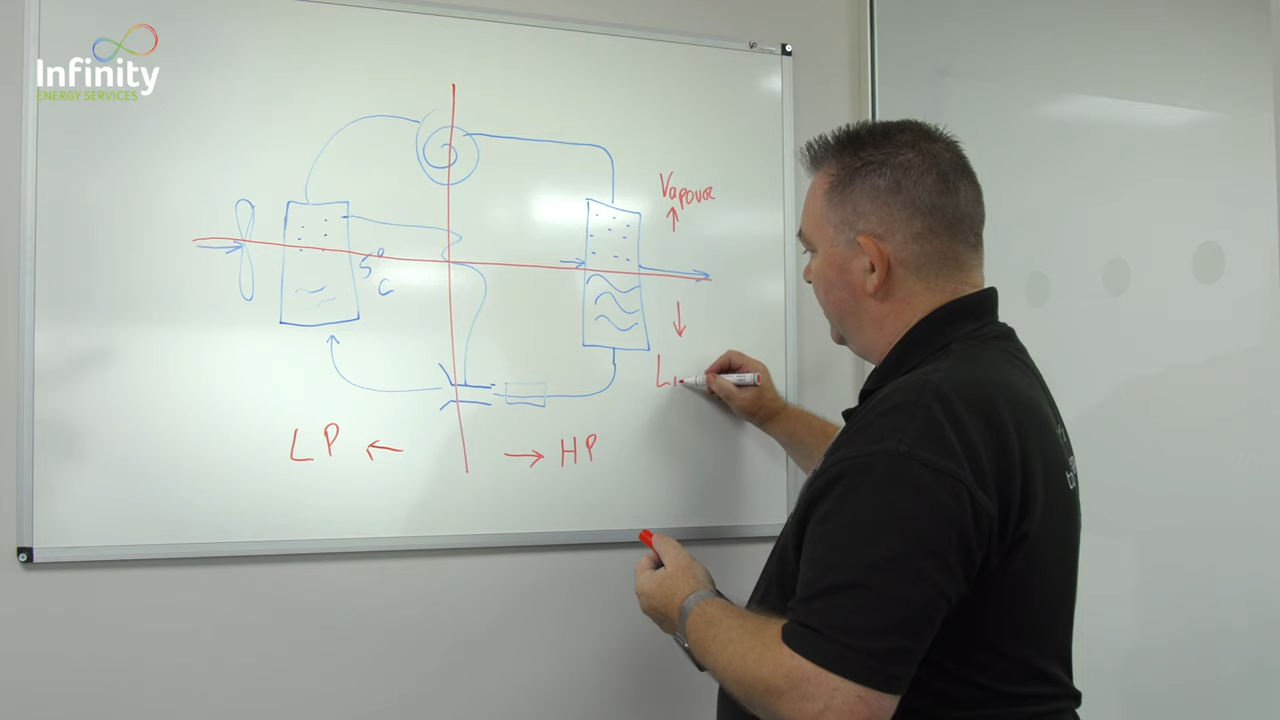 Infinity
ENERGY SERVICES
Vapour
5°
C
LP ← → HP